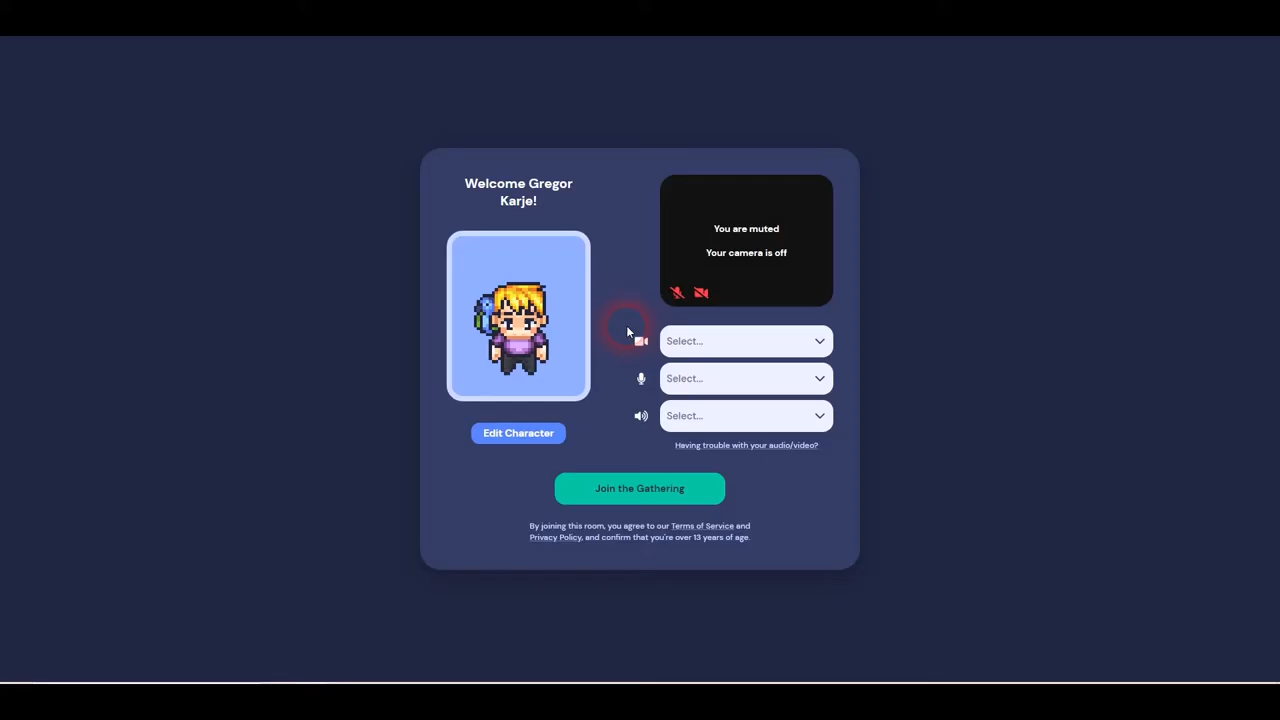 Welcome Gregor
Karje!
You are muted
Your camera is off
Select...
Select...
Select...
Having trouble with your audio/video?
Edit Character
Join the Gathering
By joining this room, you agree to our Terms of Service and
Privacy Policy, and confirm that you're over 13 years of age.